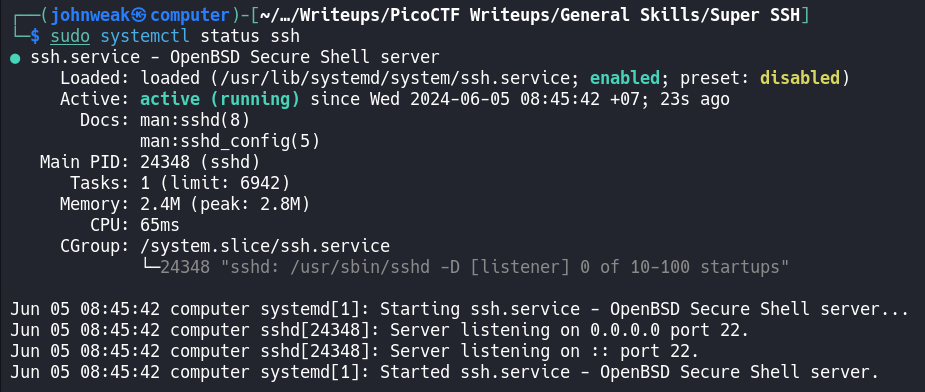 ┌──(johnweak㉿computer)-[~/…/Writeups/PicoCTF Writeups/General Skills/Super SSH]
└─$ sudo systemctl status ssh
● ssh.service - OpenBSD Secure Shell server
     Loaded: loaded (/usr/lib/systemd/system/ssh.service; enabled; preset: disabled)
     Active: active (running) since Wed 2024-06-05 08:45:42 +07; 23s ago
       Docs: man:sshd(8)
             man:sshd_config(5)
   Main PID: 24348 (sshd)
      Tasks: 1 (limit: 6942)
     Memory: 2.4M (peak: 2.8M)
        CPU: 65ms
     CGroup: /system.slice/ssh.service
             └─24348 "sshd: /usr/sbin/sshd -D [listener] 0 of 10-100 startups"

Jun 05 08:45:42 computer systemd[1]: Starting ssh.service - OpenBSD Secure Shell server...
Jun 05 08:45:42 computer sshd[24348]: Server listening on 0.0.0.0 port 22.
Jun 05 08:45:42 computer sshd[24348]: Server listening on :: port 22.
Jun 05 08:45:42 computer systemd[1]: Started ssh.service - OpenBSD Secure Shell server.